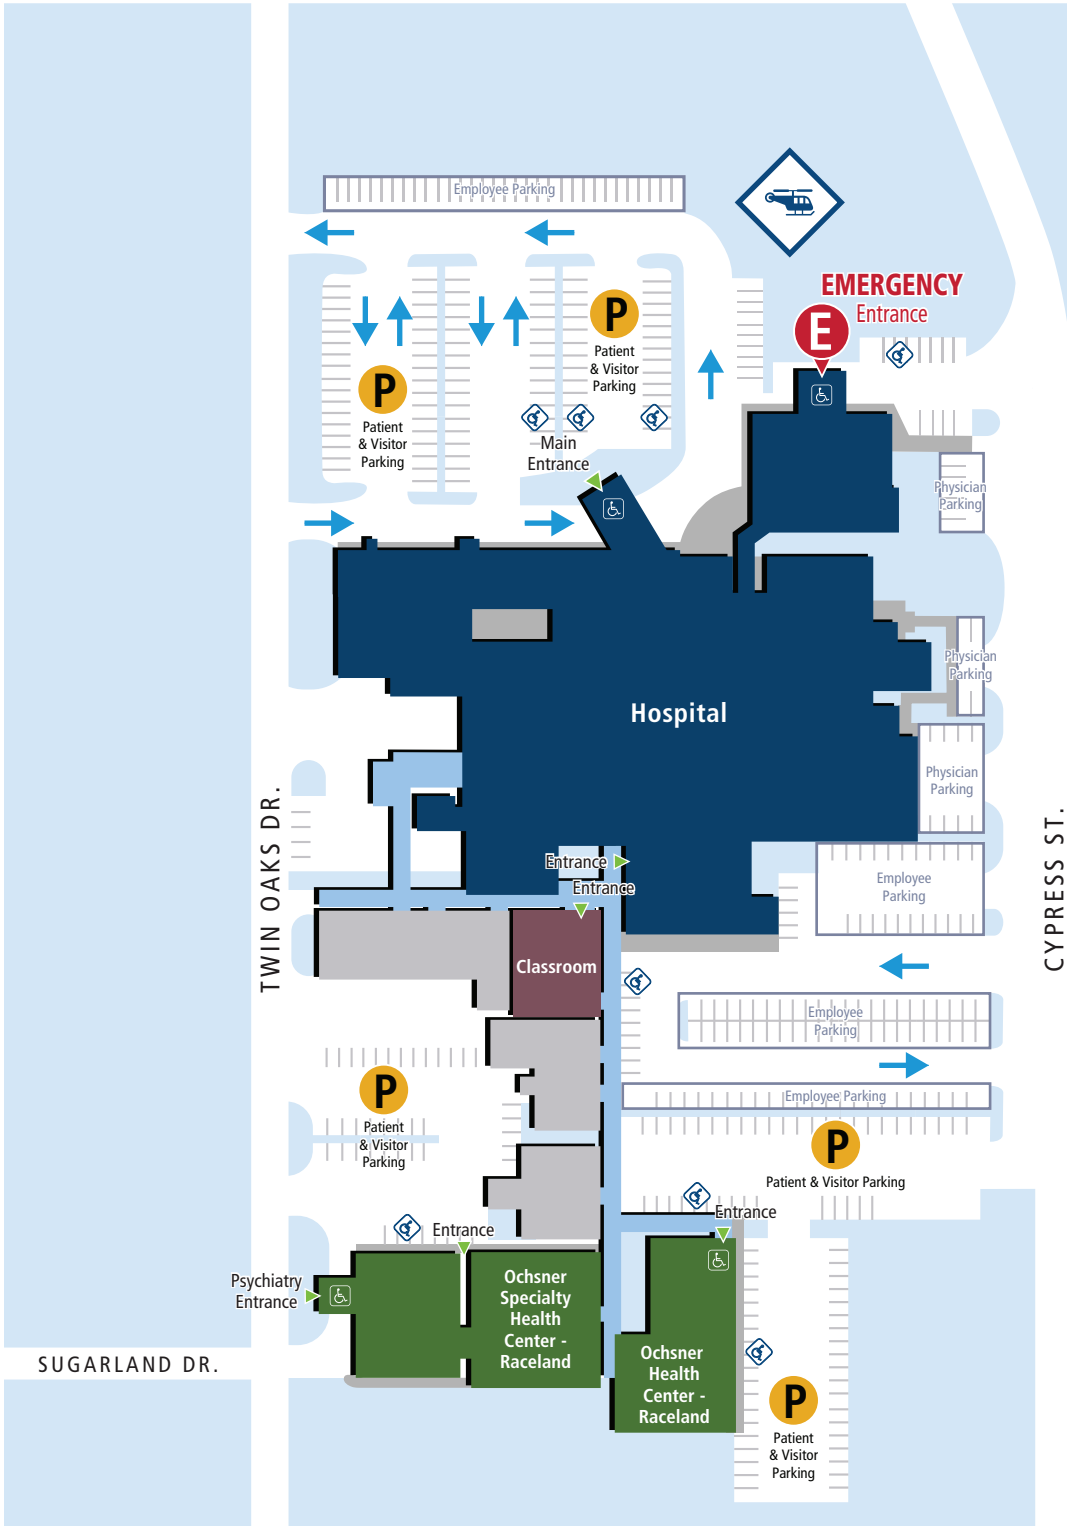 Employee Parking
EMERGENCY
Entrance
E
P
Patient
& Visitor
Parking
P
Patient
& Visitor
Parking
Main
Entrance
Physician
Parking
Physician
Parking
Hospital
Physician
Parking
TWIN OAKS DR.
CYPRESS ST.
Entrance
Entrance
Employee
Parking
Classroom
Employee
Parking
P
Patient
& Visitor
Parking
Employee Parking
P
Patient & Visitor Parking
Entrance
Entrance
Psychiatry
Entrance
Ochsner
Specialty
Health
Center -
Raceland
SUGARLAND DR.
Ochsner
Health
Center -
Raceland
P
Patient
& Visitor
Parking